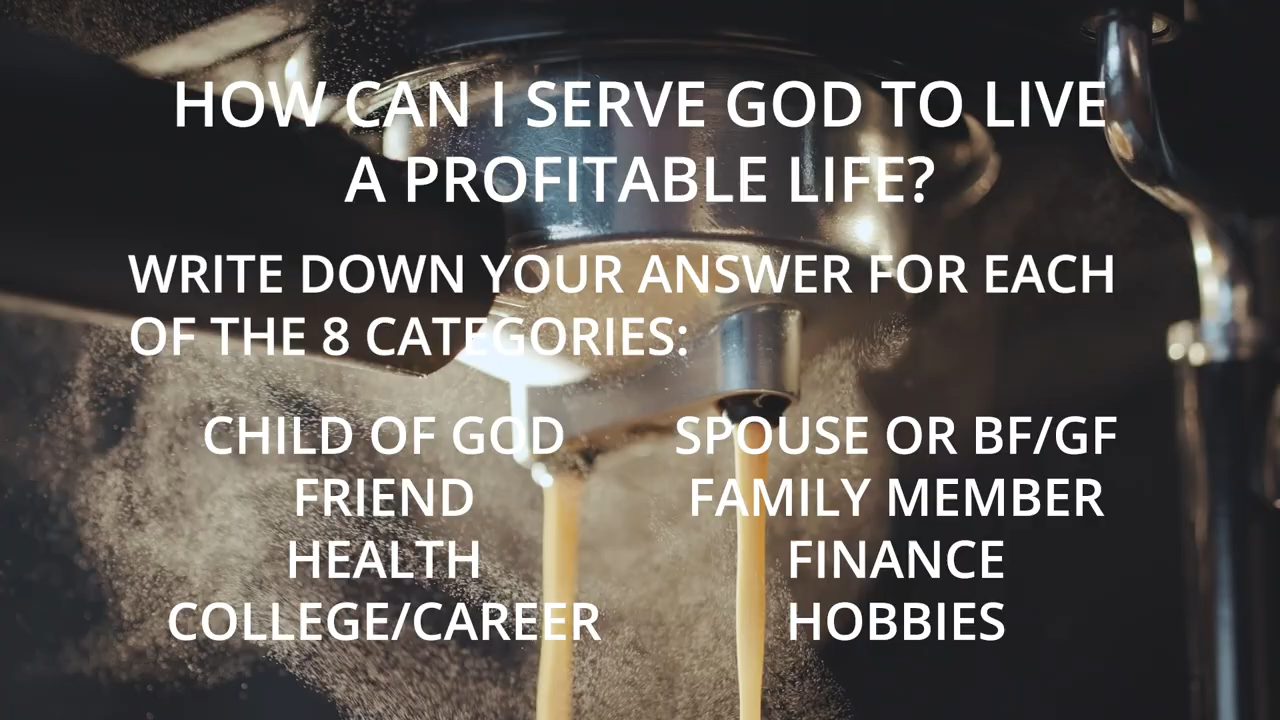 HOW CAN I SERVE GOD TO LIVE
A PROFITABLE LIFE?
WRITE DOWN YOUR ANSWER FOR EACH
OF THE 8 CATEGORIES:
CHILD OF GOD
FRIEND
HEALTH
COLLEGE/CAREER
SPOUSE OR BF/GF
FAMILY MEMBER
FINANCE
HOBBIES